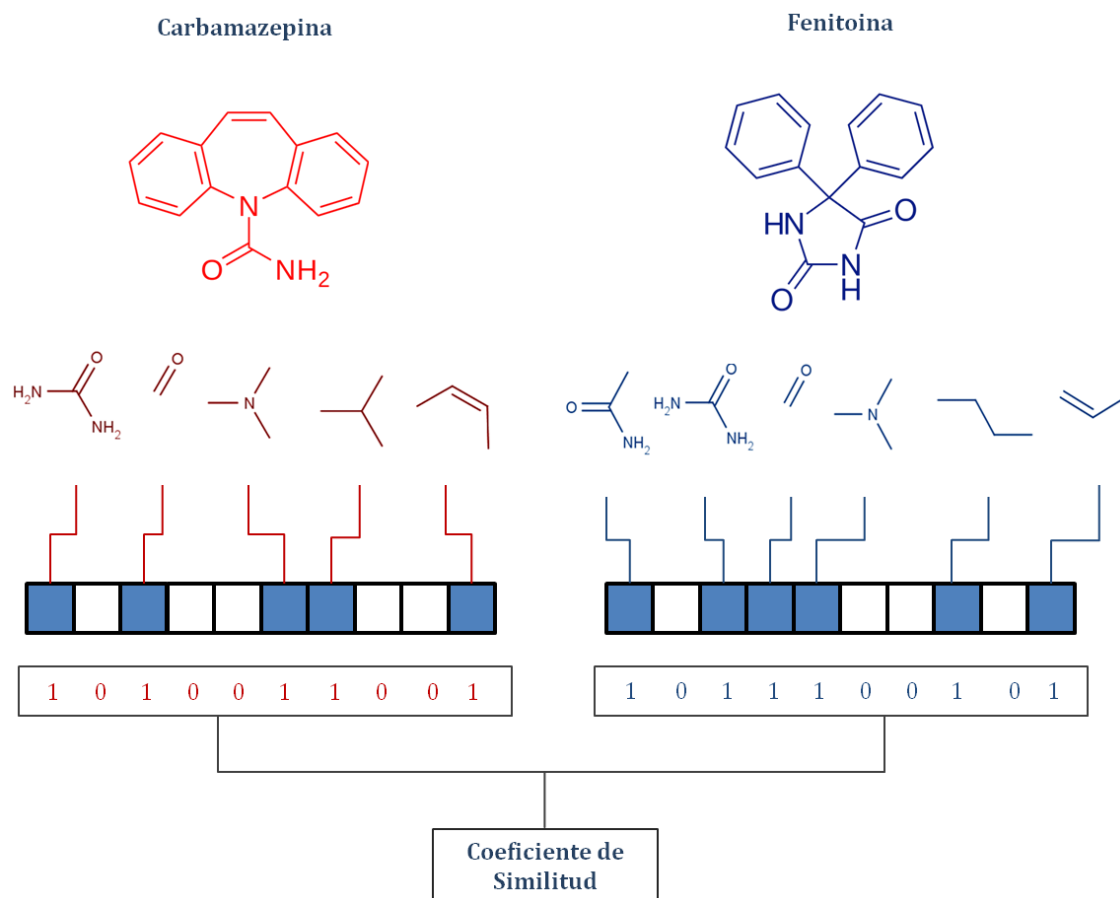 Carbamazepina
Fenitoina
N
O NH2
HN O
O N
H
O
H2N
NH2
O
N
O
NH2
O
H2N
NH2
O
N
1 0 1 0 0 1 1 0 0 1
1 0 1 1 1 0 0 1 0 1
Coeficiente de
Similitud